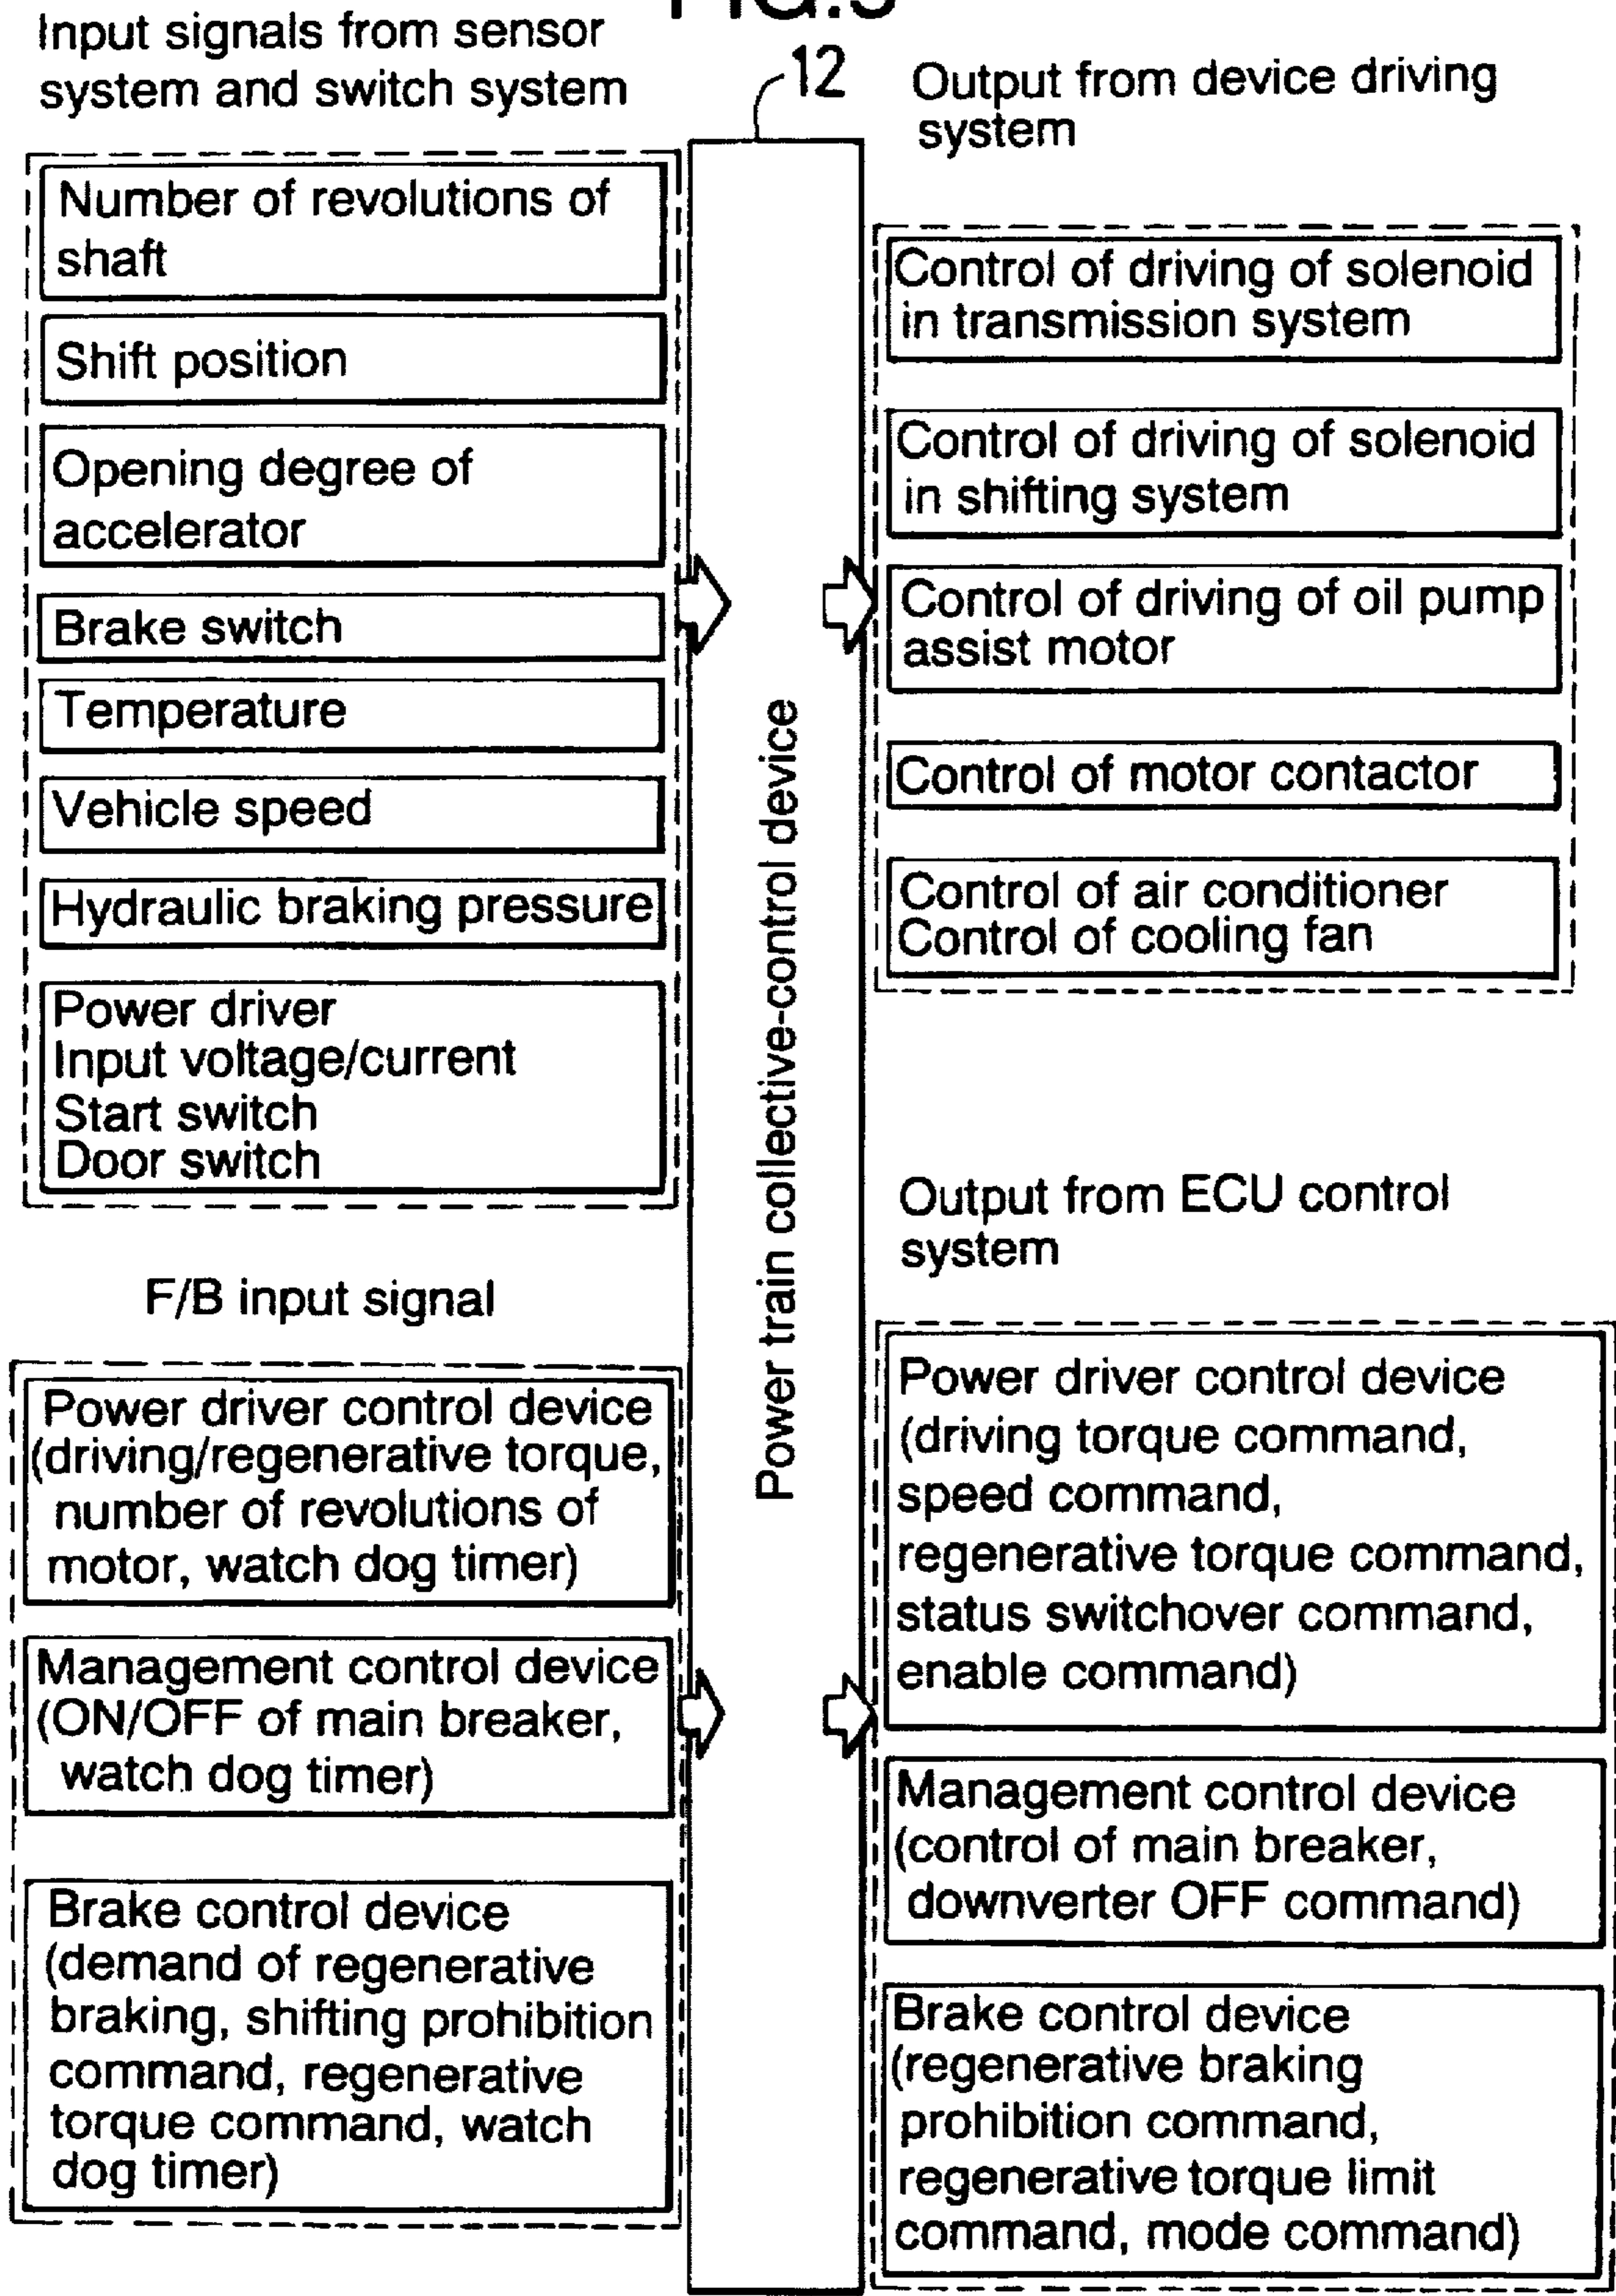 Input signals from sensor
system and switch system
Number of revolutions of
shaft
Shift position
Opening degree of
accelerator
Brake switch
Temperature
Vehicle speed
Hydraulic braking pressure
Power driver
Input voltage/current
Start switch
Door switch
F/B input signal
Power driver control device
(driving/regenerative torque,
number of revolutions of
motor, watch dog timer)
Management control device
(ON/OFF of main breaker,
watch dog timer)
Brake control device
(demand of regenerative
braking, shifting prohibition
command, regenerative
torque command, watch
dog timer)
12
Power train collective-control device
Output from device driving
system
Control of driving of solenoid
in transmission system
Control of driving of solenoid
in shifting system
Control of driving of oil pump
assist motor
Control of motor contactor
Control of air conditioner
Control of cooling fan
Output from ECU control
system
Power driver control device
(driving torque command,
speed command,
regenerative torque command,
status switchover command,
enable command)
Management control device
(control of main breaker,
downverter OFF command)
Brake control device
(regenerative braking
prohibition command,
regenerative torque limit
command, mode command)